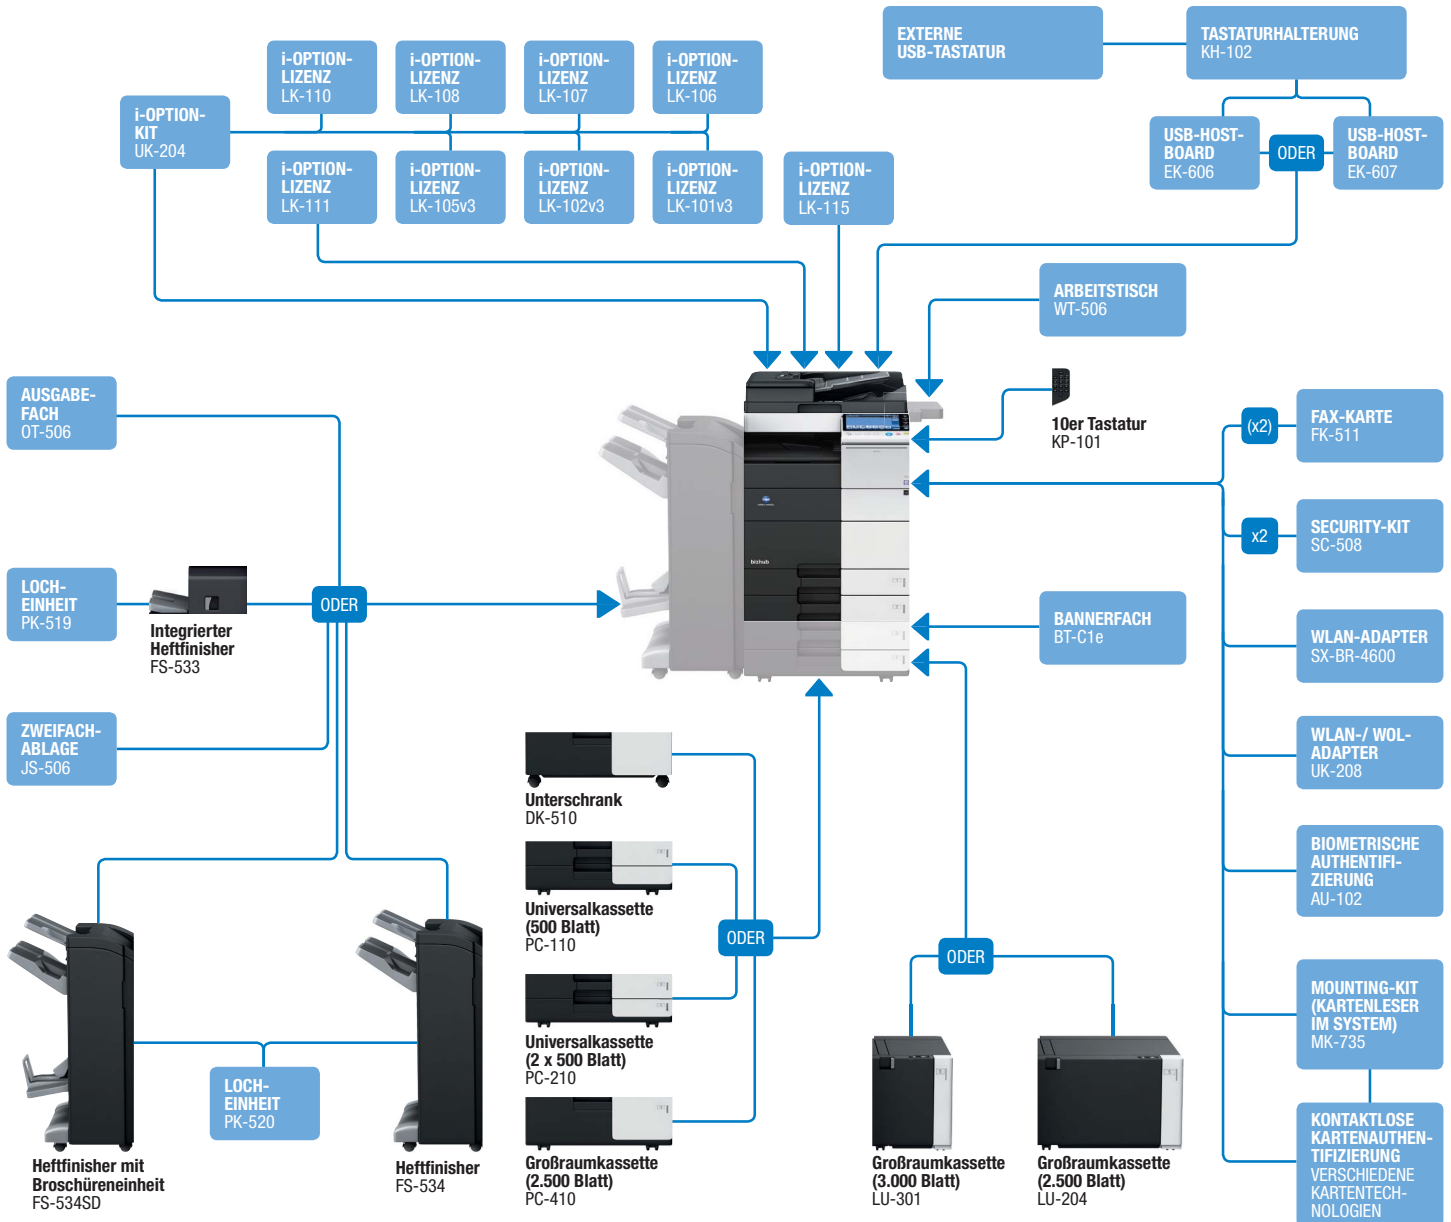 EXTERNE
USB-TASTATUR
TASTATURHALTERUNG
KH-102
i-OPTION-
LIZENZ
LK-110
i-OPTION-
LIZENZ
LK-108
i-OPTION-
LIZENZ
LK-107
i-OPTION-
LIZENZ
LK-106
i-OPTION-
KIT
UK-204
USB-HOST-
BOARD
EK-606
ODER
USB-HOST-
BOARD
EK-607
i-OPTION-
LIZENZ
LK-111
i-OPTION-
LIZENZ
LK-105v3
i-OPTION-
LIZENZ
LK-102v3
i-OPTION-
LIZENZ
LK-101v3
i-OPTION-
LIZENZ
LK-115
ARBEITSTISCH
WT-506
AUSGABE-
FACH
OT-506
10er Tastatur
KP-101
(x2)
FAX-KARTE
FK-511
x2
SECURITY-KIT
SC-508
bizhub
LOCH-
EINHEIT
PK-519
Integrierter
Heftfinisher
FS-533
ODER
BANNERFACH
BT-C1e
WLAN-ADAPTER
SX-BR-4600
ZWEIFACH-
ABLAGE
JS-506
WLAN-/ WOL-
ADAPTER
UK-208
Unterschrank
DK-510
BIOMETRISCHE
AUTHENTIFI-
ZIERUNG
AU-102
Universalkassette
(500 Blatt)
PC-110
ODER
ODER
MOUNTING-KIT
(KARTENLESER
IM SYSTEM)
MK-735
Universalkassette
(2 x 500 Blatt)
PC-210
LOCH-
EINHEIT
PK-520
KONTAKTLOSE
KARTENAUTHEN-
TIFIZIERUNG
VERSCHIEDENE
KARTENTECH-
NOLOGIEN
Heftfinisher mit
Broschüreneinheit
FS-534SD
Heftfinisher
FS-534
Großraumkassette
(2.500 Blatt)
PC-410
Großraumkassette
(3.000 Blatt)
LU-301
Großraumkassette
(2.500 Blatt)
LU-204